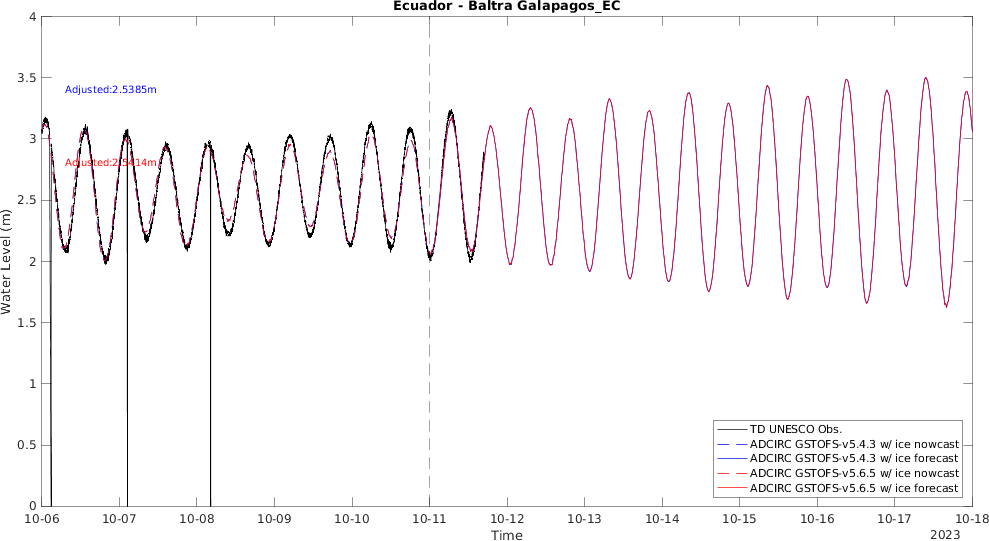 Ecuador - Baltra Galapagos_EC
4
3.5
3
2.5
2
1.5
1
0.5
0
Water Level (m)
Adjusted:2.5385m
Adjusted:2.5414m
TD UNESCO Obs.
ADCIRC GSTOFS-v5.4.3 w/ ice nowcast
ADCIRC GSTOFS-v5.4.3 w/ ice forecast
ADCIRC GSTOFS-v5.6.5 w/ ice nowcast
ADCIRC GSTOFS-v5.6.5 w/ ice forecast
10-06 10-07 10-08 10-09 10-10 10-11 10-12 10-13 10-14 10-15 10-16 10-17 10-18
Time
2023